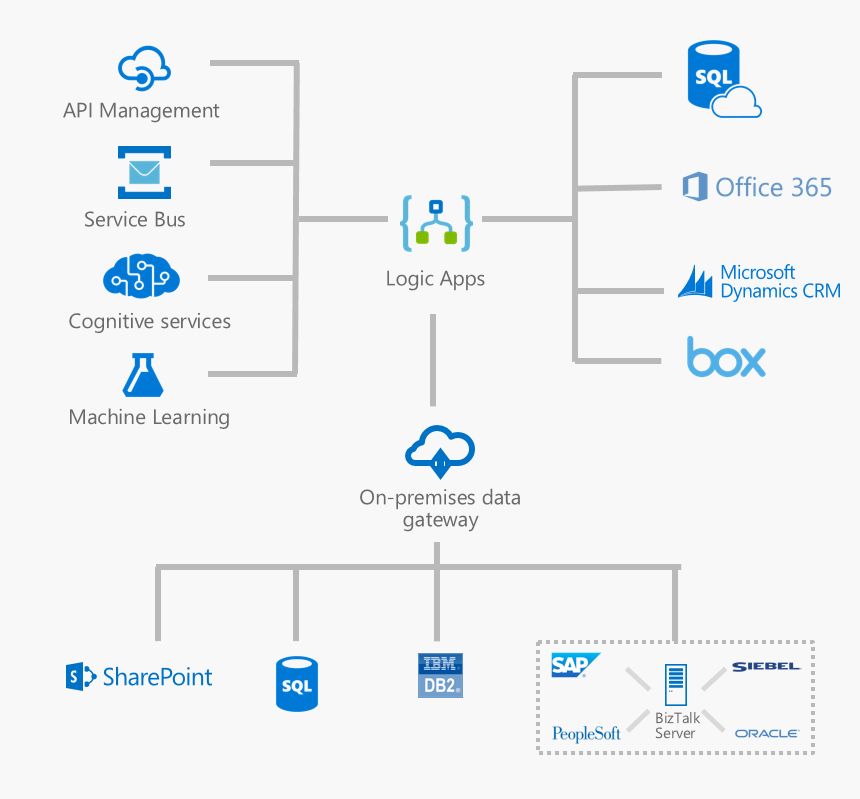 API Management
Service Bus
Cognitive services
Machine Learning
Logic Apps
SQL
Office 365
Microsoft
Dynamics CRM
box
On-premises data
gateway
S SharePoint
SQL
IBM
DB2
SAP
SIEBEL
BizTalk
Server
PeopleSoft
ORACLE